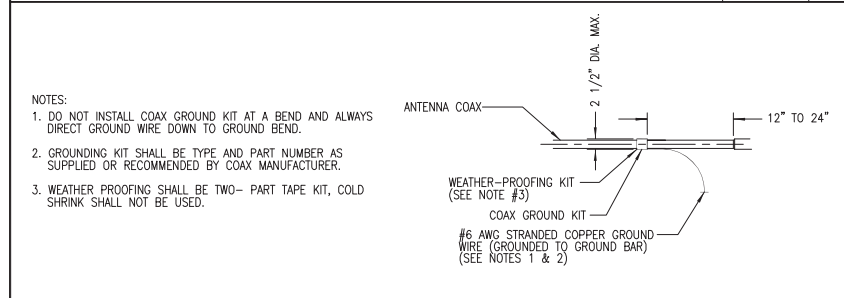 NOTES:
1. DO NOT INSTALL COAX GROUND KIT AT A BEND AND ALWAYS
DIRECT GROUND WIRE DOWN TO GROUND BEND.
2. GROUNDING KIT SHALL BE TYPE AND PART NUMBER AS
SUPPLIED OR RECOMMENDED BY COAX MANUFACTURER.
3. WEATHER PROOFING SHALL BE TWO- PART TAPE KIT, COLD
SHRINK SHALL NOT BE USED.
2 1/2" DIA. MAX.
ANTENNA COAX
12" TO 24"
WEATHER-PROOFING KIT
(SEE NOTE #3)
COAX GROUND KIT
#6 AWG STRANDED COPPER GROUND
WIRE (GROUNDED TO GROUND BAR)
(SEE NOTES 1 & 2)